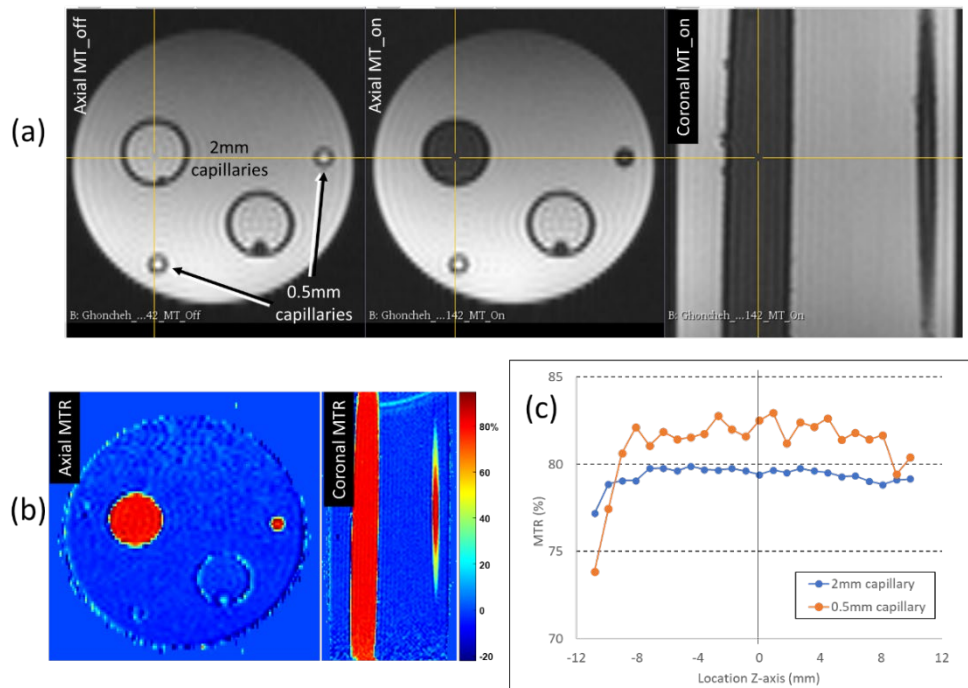 (a)
Axial MT_off
2mm
capillaries
0.5mm
capillaries
B: Ghoncheh_...42_MT_Off
Axial MT_on
B: Ghoncheh_...142_MT_On
Coronal MT_on
B: Ghoncheh_...142_MT_On
(b)
Axial MTR
Coronal MTR
80%
60
40
20
0
-20
(c)
85
80
75
70
MTR (%)
2mm capillary
0.5mm capillary
-12
-8
-4
0
4
8
12
Location Z-axis (mm)